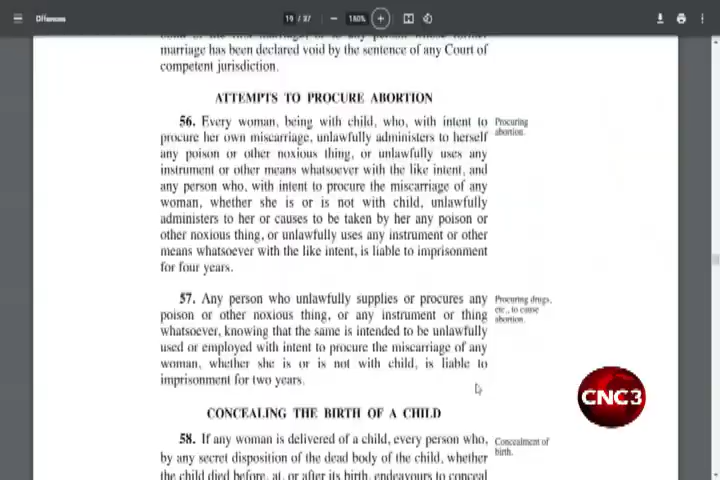 Offences
19 / 37
180%
marriage has been declared void by the sentence of any Court of
competent jurisdiction.
ATTEMPTS TO PROCURE ABORTION
56. Every woman, being with child, who, with intent to
procure her own miscarriage, unlawfully administers to herself
any poison or other noxious thing, or unlawfully uses any
instrument or other means whatsoever with the like intent, and
any person who, with intent to procure the miscarriage of any
woman, whether she is or is not with child, unlawfully
administers to her or causes to be taken by her any poison or
other noxious thing, or unlawfully uses any instrument or other
means whatsoever with the like intent, is liable to imprisonment
for four years.
Procuring
abortion.
57. Any person who unlawfully supplies or procures any
poison or other noxious thing, or any instrument or thing
whatsoever, knowing that the same is intended to be unlawfully
used or employed with intent to procure the miscarriage of any
woman, whether she is or is not with child, is liable to
imprisonment for two years.
Procuring drugs,
etc., to cause
abortion.
CNC3
CONCEALING THE BIRTH OF A CHILD
58. If any woman is delivered of a child, every person who,
by any secret disposition of the dead body of the child, whether
the child died before, at, or after its birth, endeavours to conceal
Concealment of
birth.